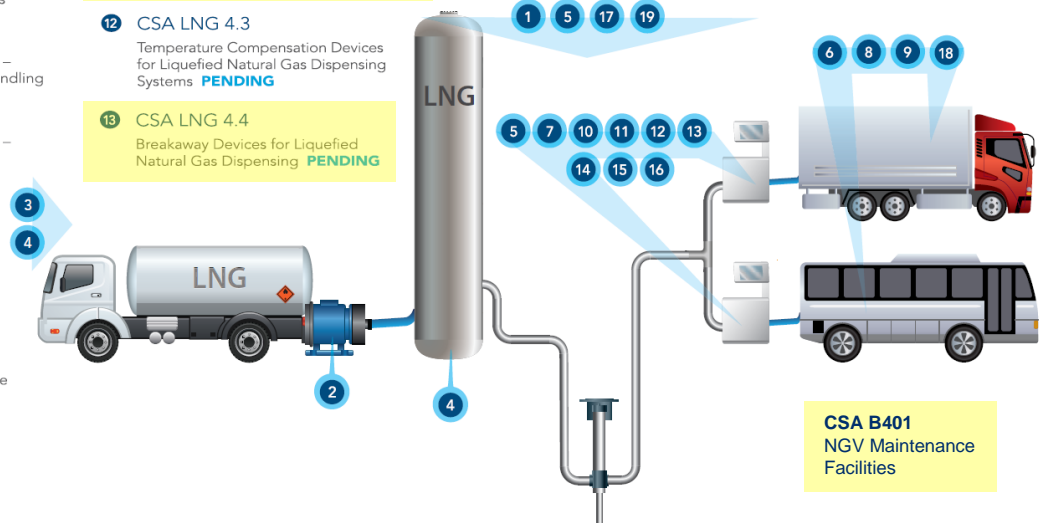 s
12 CSA LNG 4.3
Temperature Compensation Devices
for Liquefied Natural Gas Dispensing
Systems PENDING
–
ndling
13 CSA LNG 4.4
Breakaway Devices for Liquefied
Natural Gas Dispensing PENDING
–
e
3
4
LNG
2
LNG
4
1 5 17 19
5 7 10 11 12 13
14 15 16
6 8 9 18
CSA B401
NGV Maintenance
Facilities